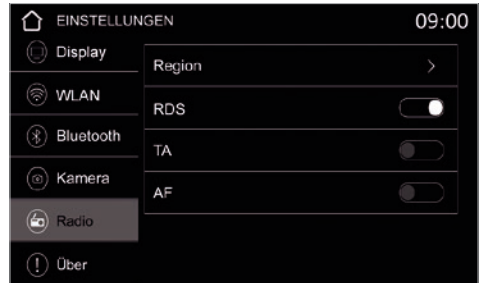 EINSTELLUNGEN 09:00
Display
WLAN
Bluetooth
Kamera
Radio
Über
Region
RDS
TA
AF